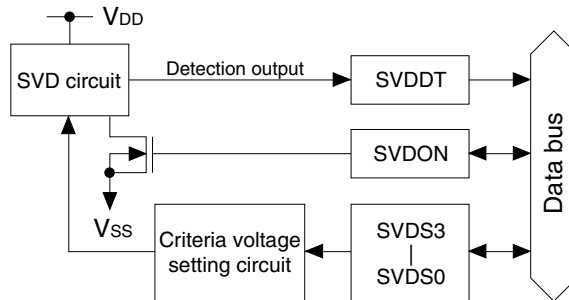 VDD
SVD circuit
Detection output
SVDDT
SVDON
VSS
Criteria voltage
setting circuit
SVDS3
|
SVDS0
Data bus